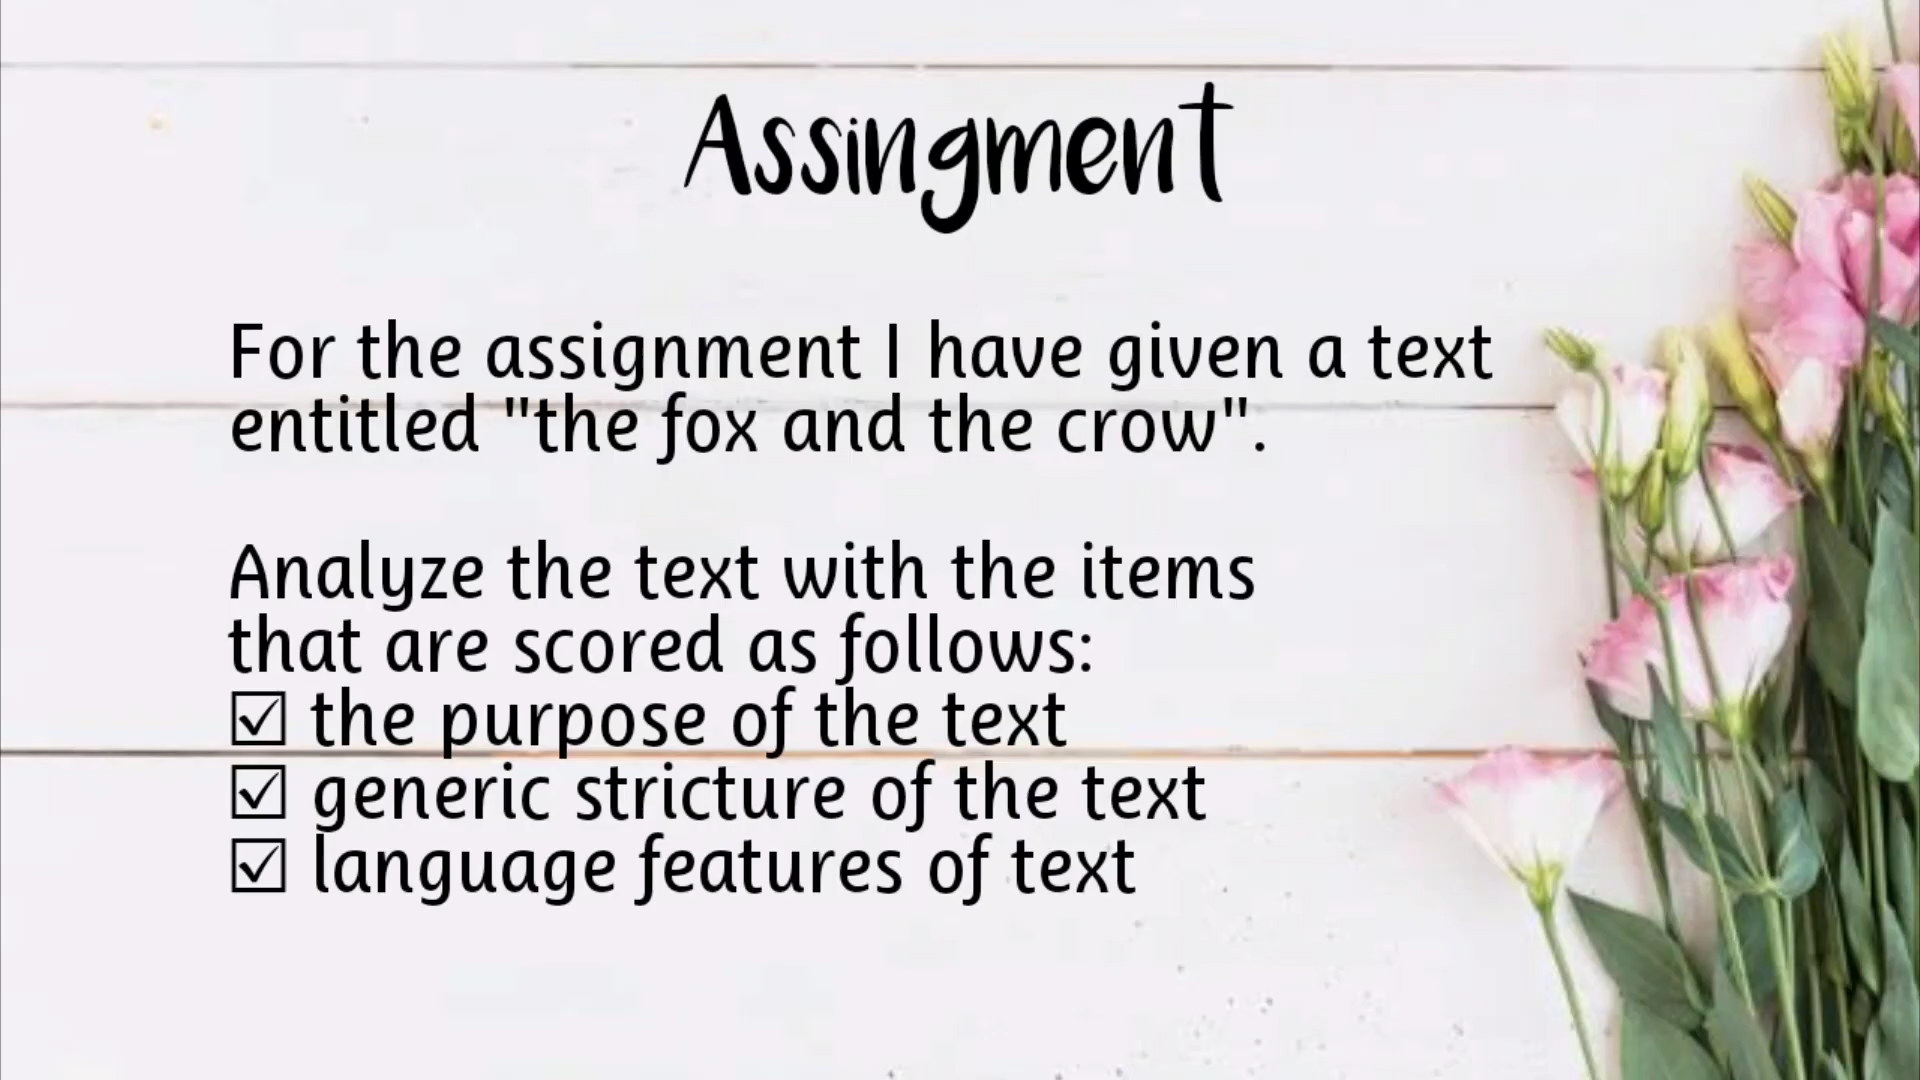 Assingment
For the assignment I have given a text
entitled "the fox and the crow".
Analyze the text with the items
that are scored as follows:
☑ the purpose of the text
☑ generic stricture of the text
☑ language features of text